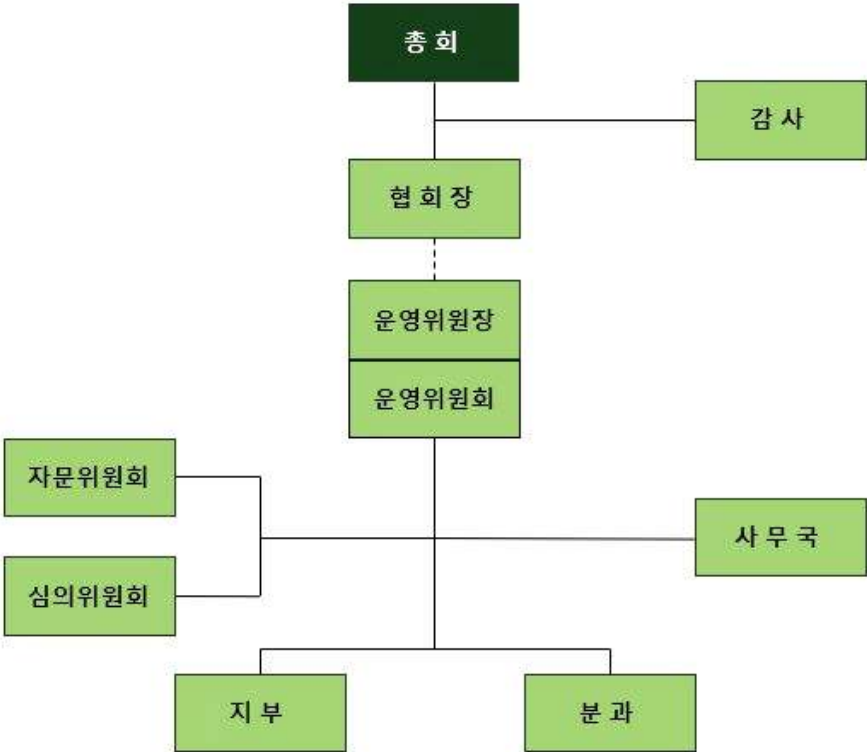 총 회
감 사
협 회 장
운영위원장
운영위원회
자문위원회
사 무 국
심의위원회
지 부
분 과